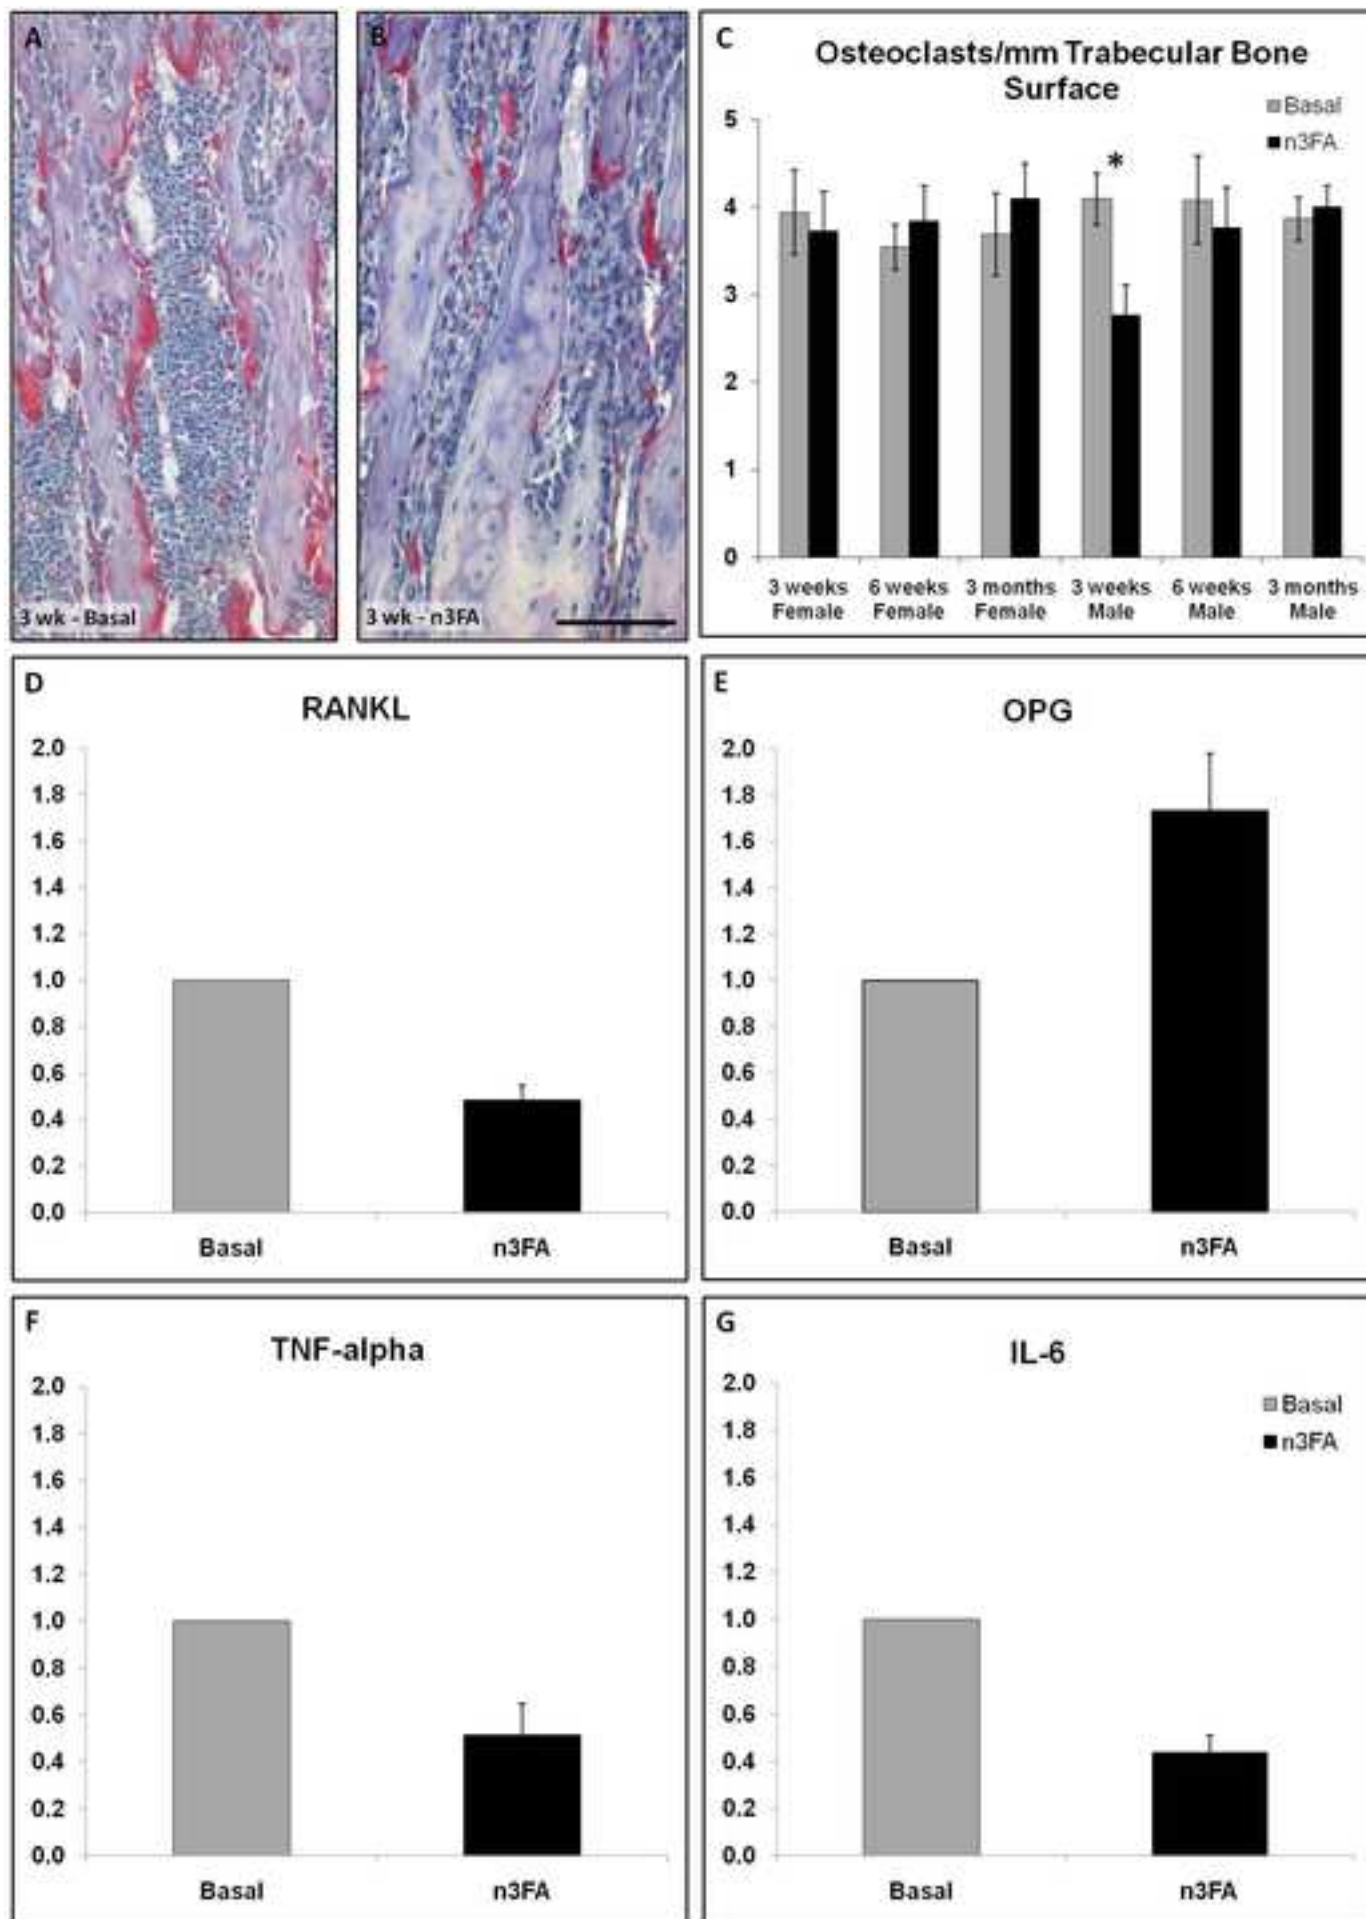 A
3 wk - Basal
B
3 wk - n3FA
C
Osteoclasts/mm Trabecular Bone
Surface
Basal
n3FA
5
4
3
2
1
0
3 weeks
Female
6 weeks
Female
3 months
Female
3 weeks
Male
6 weeks
Male
3 months
Male
*
D
RANKL
2.0
1.8
1.6
1.4
1.2
1.0
0.8
0.6
0.4
0.2
0.0
Basal
n3FA
E
OPG
2.0
1.8
1.6
1.4
1.2
1.0
0.8
0.6
0.4
0.2
0.0
Basal
n3FA
F
TNF-alpha
2.0
1.8
1.6
1.4
1.2
1.0
0.8
0.6
0.4
0.2
0.0
Basal
n3FA
G
IL-6
Basal
n3FA
2.0
1.8
1.6
1.4
1.2
1.0
0.8
0.6
0.4
0.2
0.0
Basal
n3FA